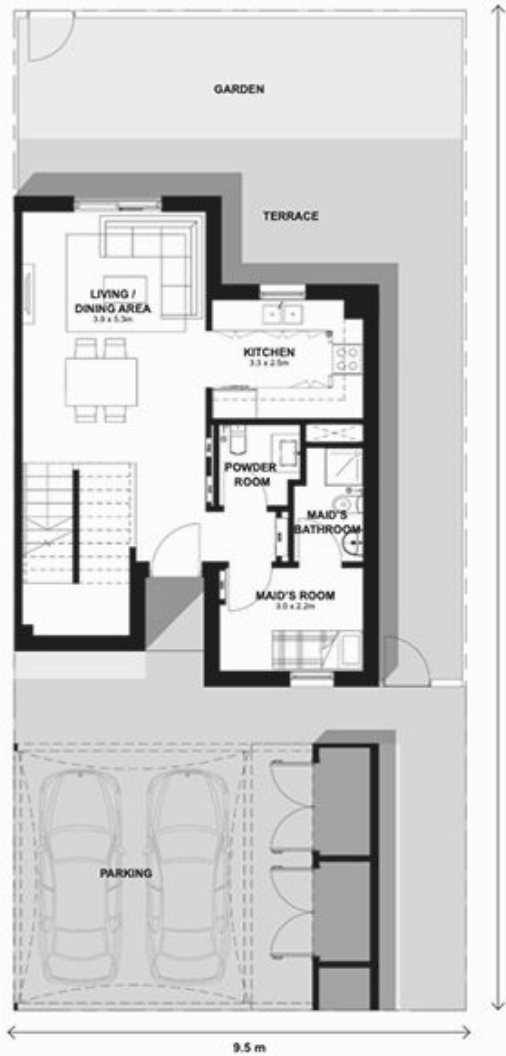 GARDEN
TERRACE
LIVING /
DINING AREA
3.9 x 5.3m
KITCHEN
3.3 x 2.5m
POWDER
ROOM
MAID'S
BATHROOM
MAID'S ROOM
3.0 x 2.2m
PARKING
9.5 m